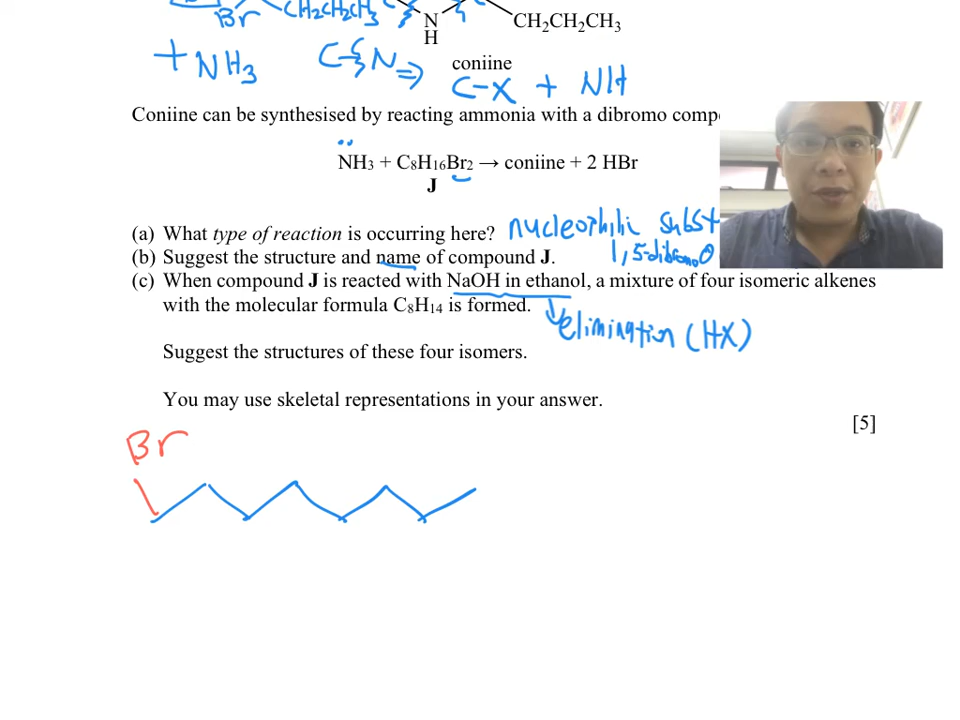 Br CH2CH2CH3
N
H
CH₂CH₂CH₃
+ NH3 C N ⇒
coniine
C-X + NH
Coniine can be synthesised by reacting ammonia with a dibromo
NH₃ + C₈H₁₆Br₂ → coniine + 2 HBr
J
(a) What type of reaction is occurring here? nucleophilic subst
(b) Suggest the structure and name of compound J. 1,5-dibromo
(c) When compound J is reacted with NaOH in ethanol, a mixture of four isomeric alkenes
with the molecular formula C₈H₁₄ is formed.
elimination (HX)
Suggest the structures of these four isomers.
You may use skeletal representations in your answer.
[5]
Br